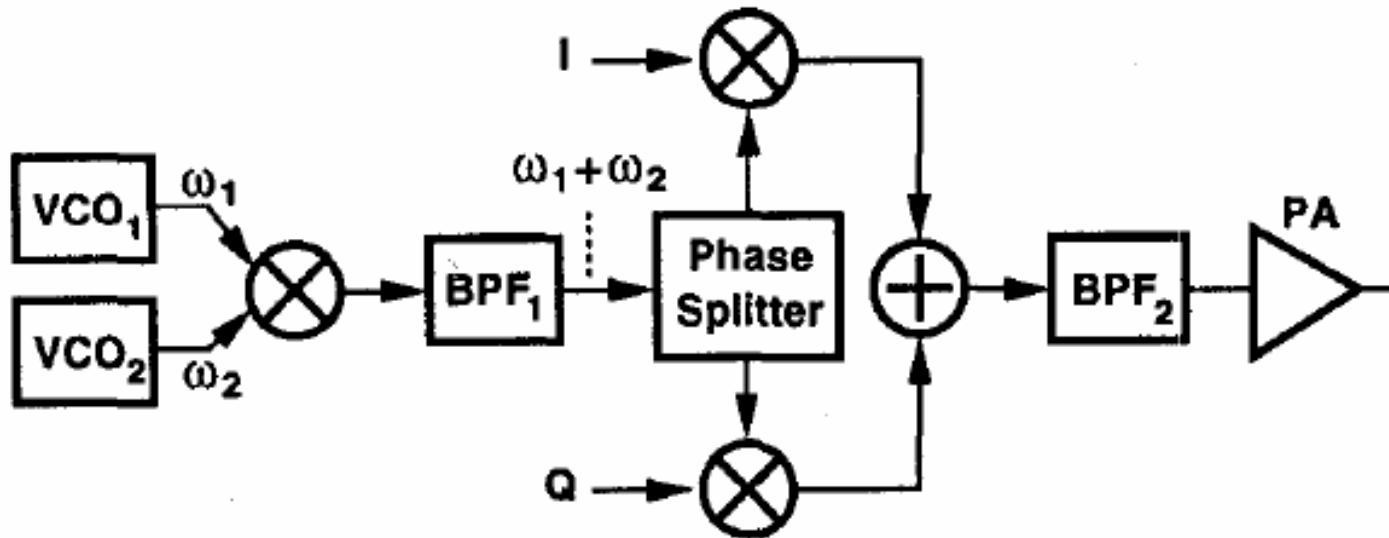 I
ω₁
ω₁+ω₂
VCO₁
PA
BPF₁
Phase
Splitter
BPF₂
VCO₂
ω₂
Q